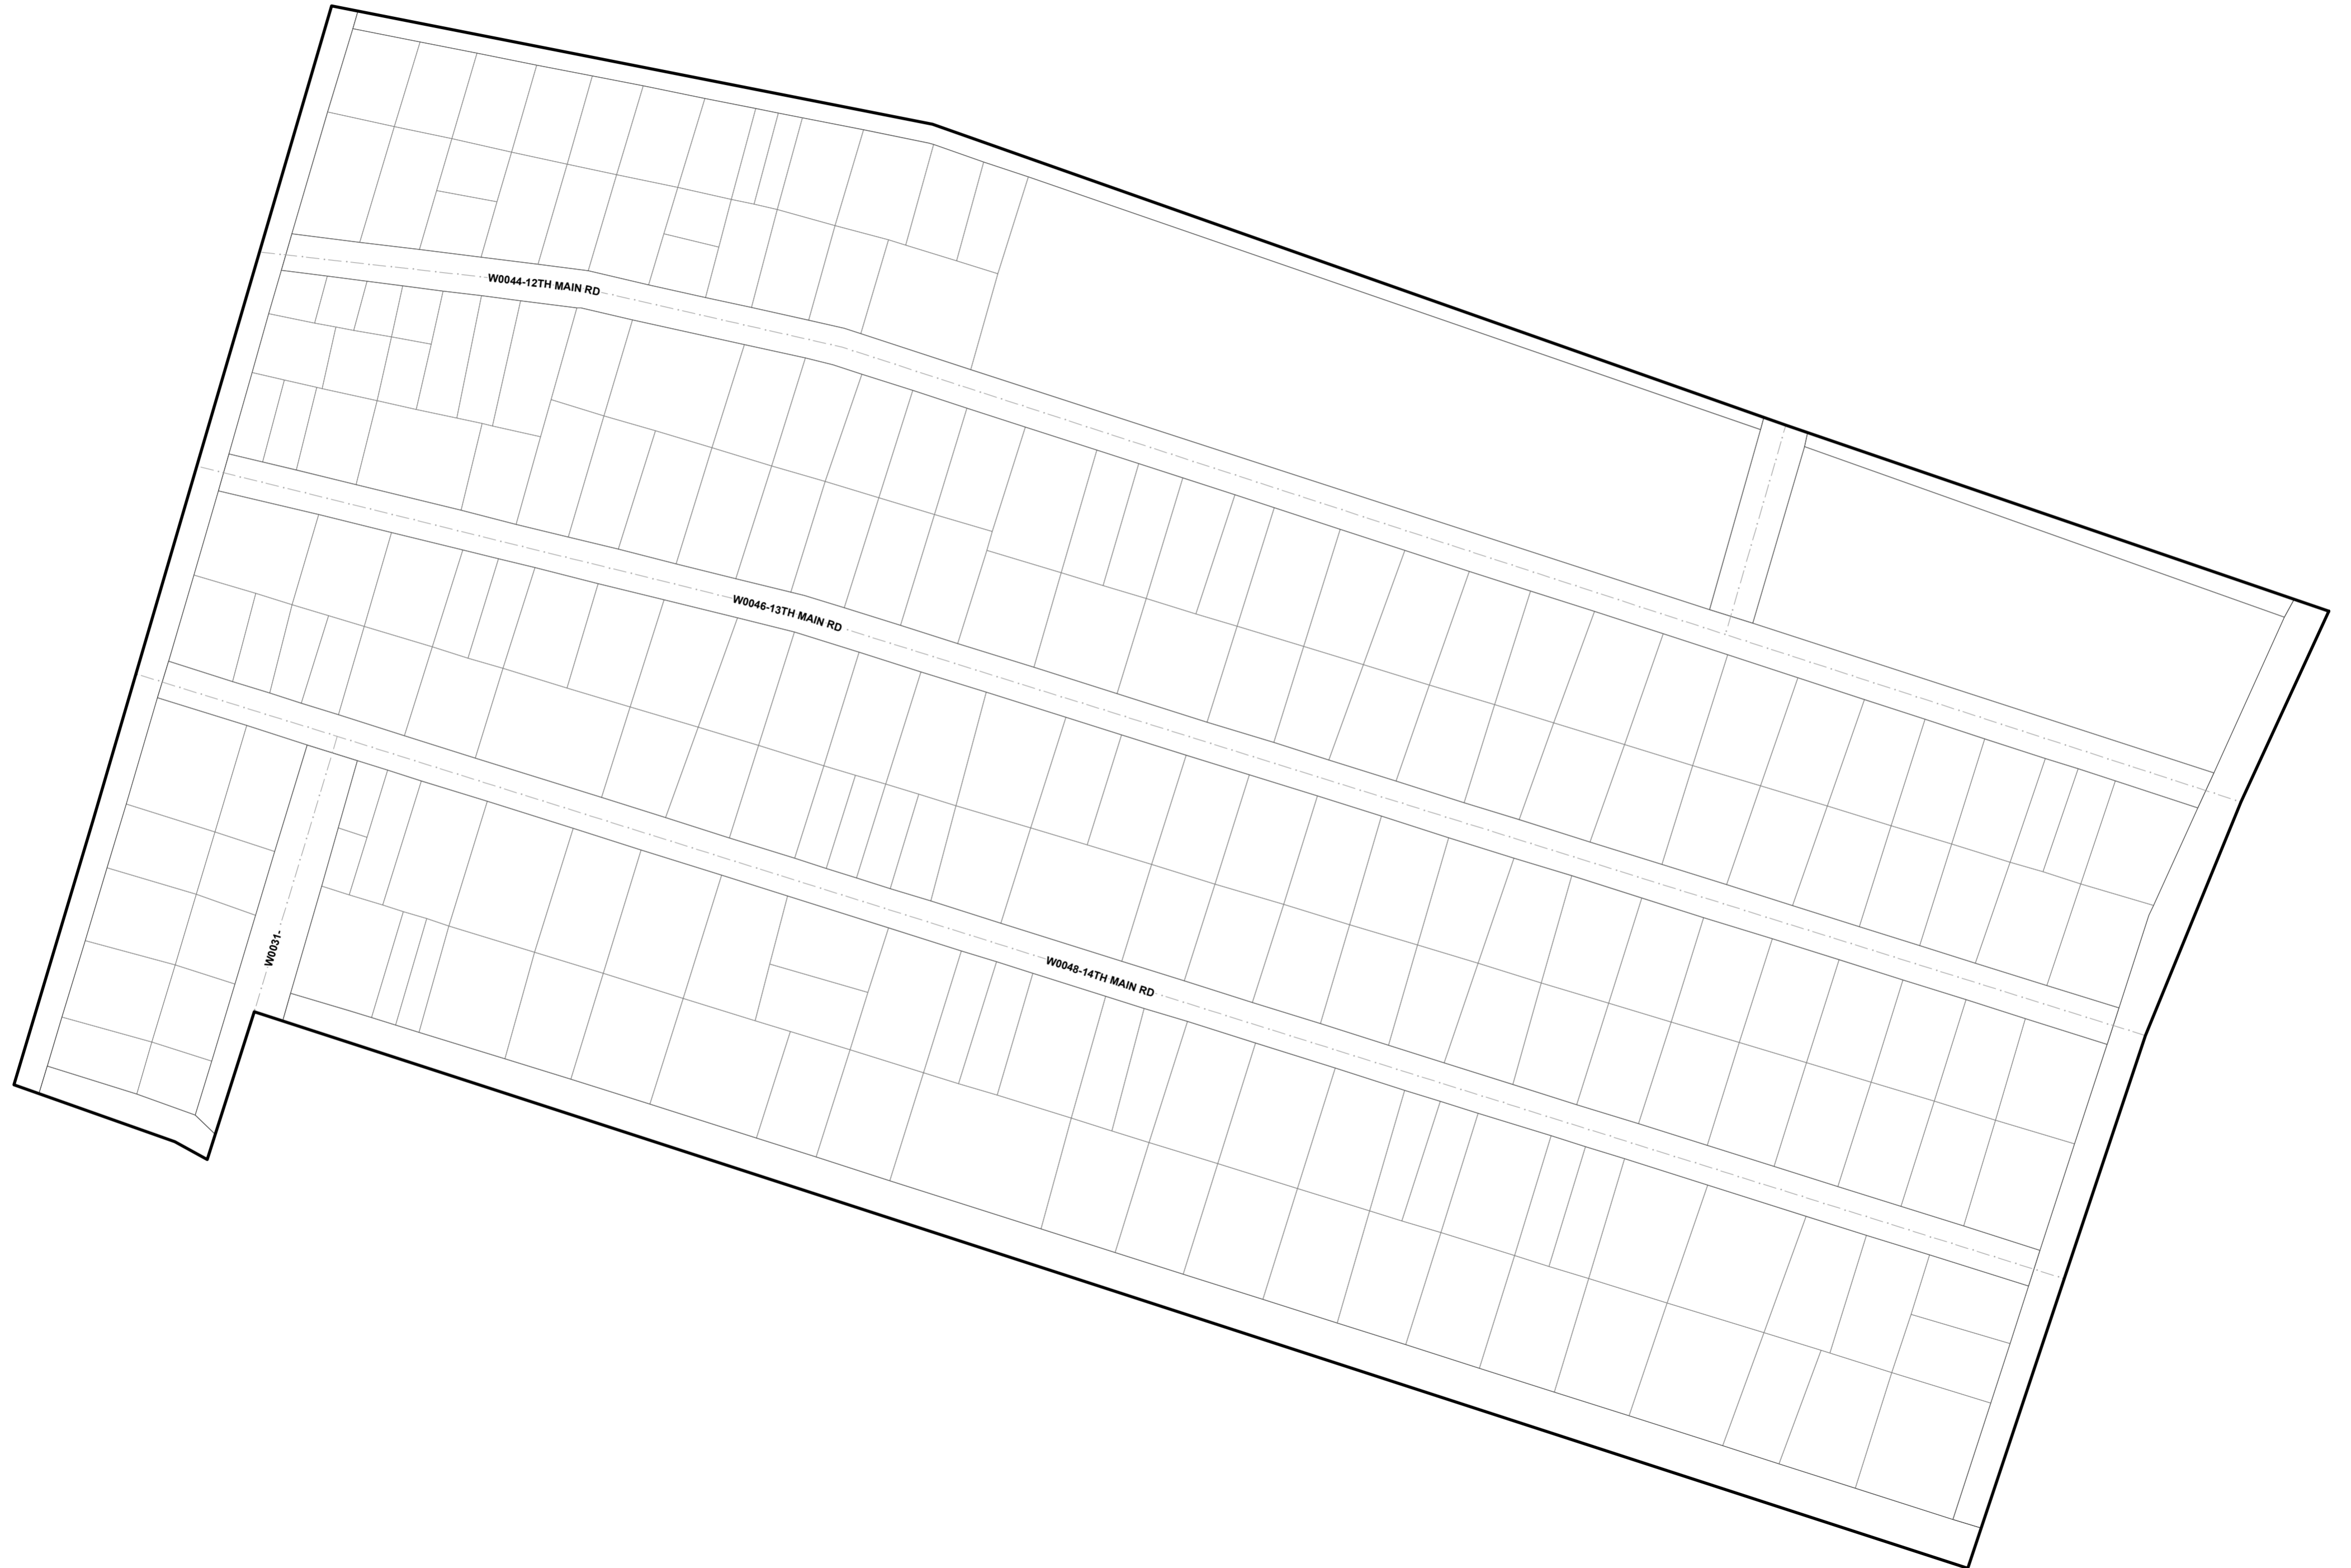 W0044-12TH MAIN RD
W0046-13TH MAIN RD
W0031-
W0048-14TH MAIN RD